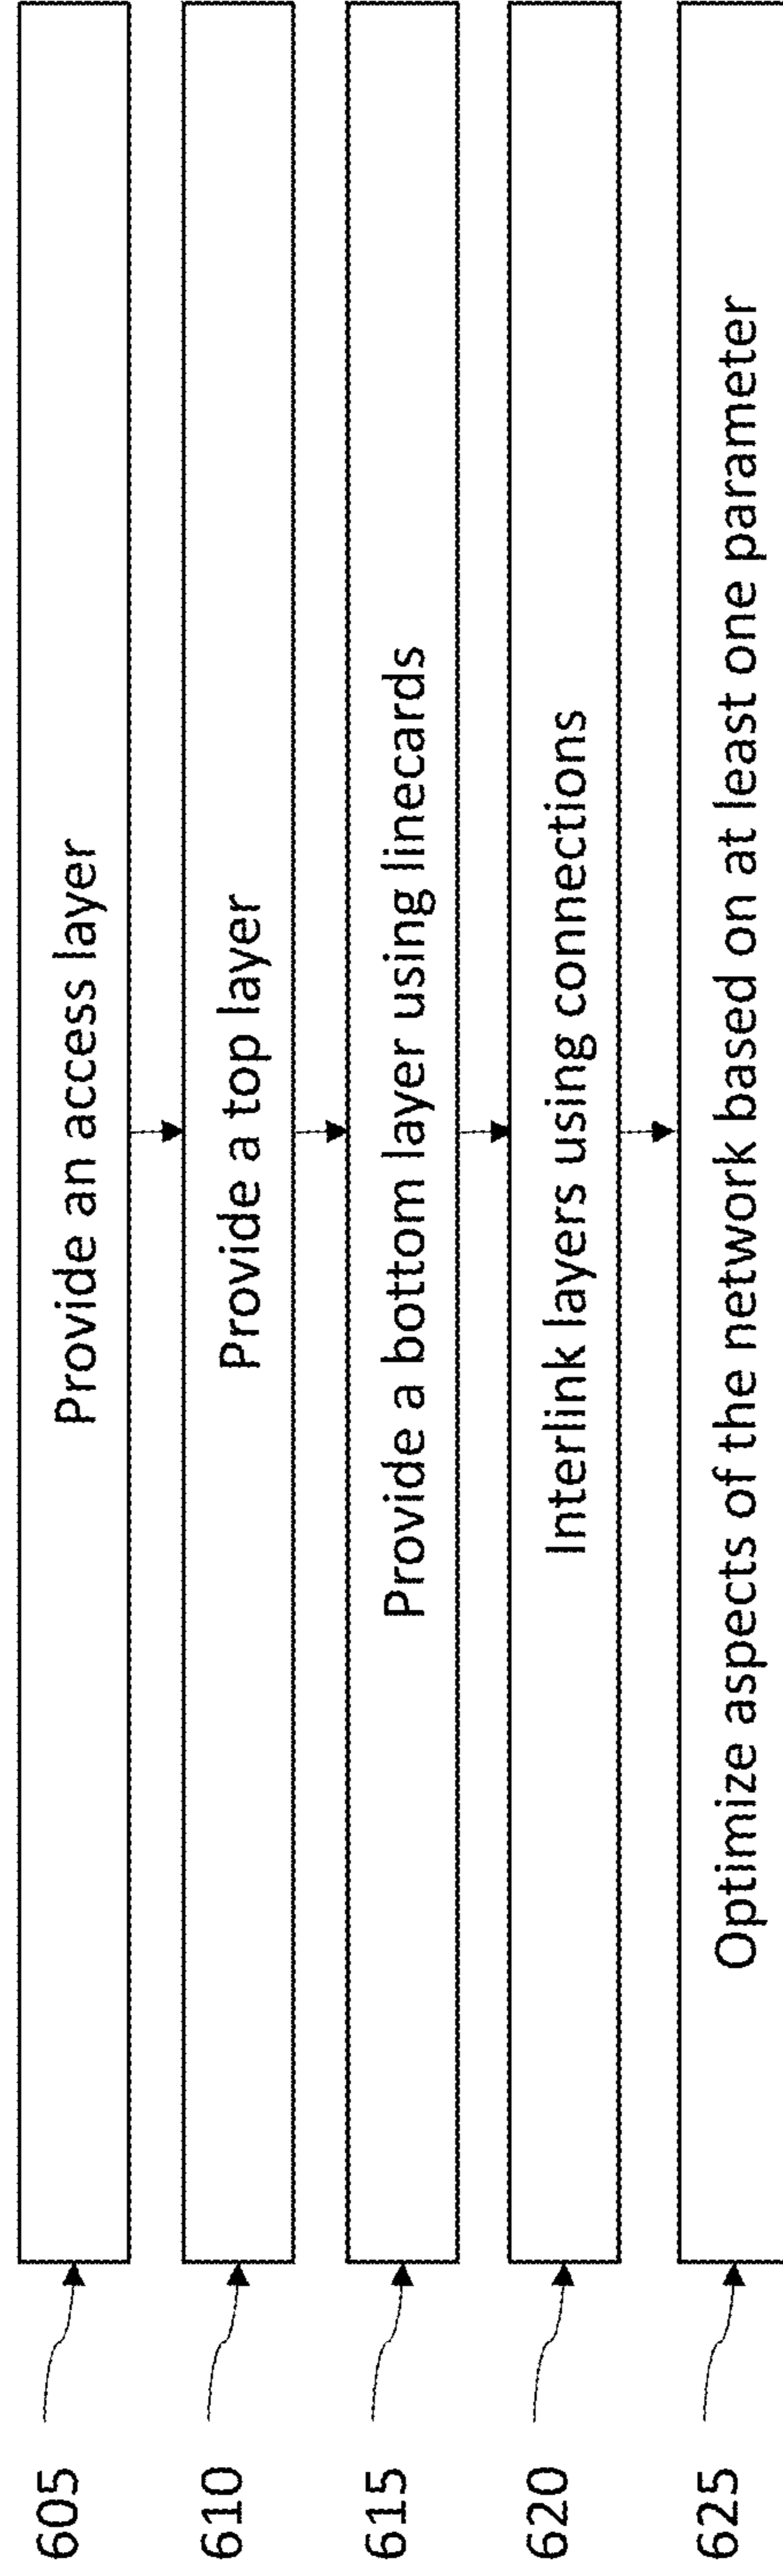 605 Provide an access layer
610 Provide a top layer
615 Provide a bottom layer using linecards
620 Interlink layers using connections
625 Optimize aspects of the network based on at least one parameter